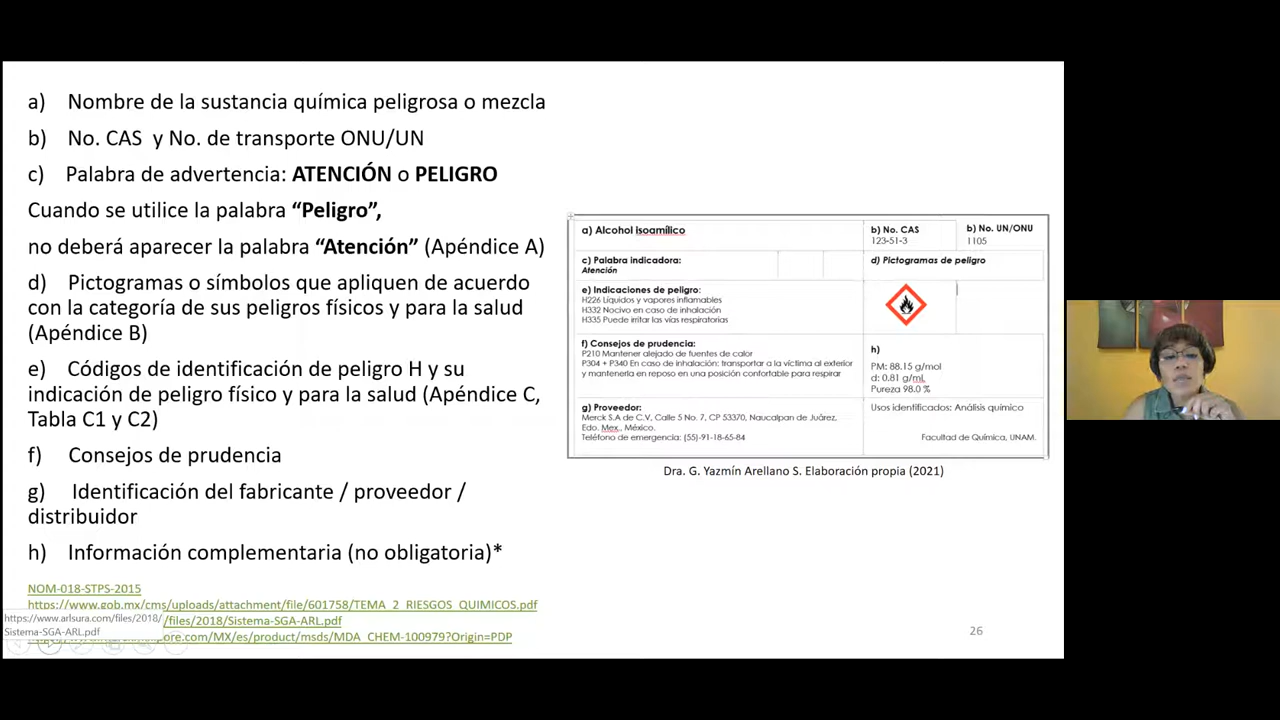 a) Nombre de la sustancia química peligrosa o mezcla
b) No. CAS y No. de transporte ONU/UN
c) Palabra de advertencia: ATENCIÓN o PELIGRO
Cuando se utilice la palabra “Peligro”,
no deberá aparecer la palabra “Atención” (Apéndice A)
d) Pictogramas o símbolos que apliquen de acuerdo
con la categoría de sus peligros físicos y para la salud
(Apéndice B)
e) Códigos de identificación de peligro H y su
indicación de peligro físico y para la salud (Apéndice C,
Tabla C1 y C2)
f) Consejos de prudencia
g) Identificación del fabricante / proveedor /
distribuidor
h) Información complementaria (no obligatoria)*
NOM-018-STPS-2015
https://www.gob.mx/cms/uploads/attachment/file/601758/TEMA_2_RIESGOS_QUIMICOS.pdf
https://www.arlsura.com/files/2018/
/files/2018/Sistema-SGA-ARL.pdf
Sistema-SGA-ARL.pdf
pore.com/MX/es/product/msds/MDA_CHEM-100979?Origin=PDP
a) Alcohol isoamílico
b) No. CAS
123-51-3
b) No. UN/ONU
1105
c) Palabra indicadora:
Atención
d) Pictogramas de peligro
e) Indicaciones de peligro:
H226 Líquidos y vapores inflamables
H332 Nocivo en caso de inhalación
H335 Puede irritar las vías respiratorias
f) Consejos de prudencia:
P210 Mantener alejado de fuentes de calor
P304 + P340 En caso de inhalación: transportar a la víctima al exterior
y mantenerla en reposo en una posición confortable para respirar
h)
PM: 88.15 g/mol
d: 0.81 g/mL
Pureza 98.0 %
g) Proveedor:
Merck S.A de C.V, Calle 5 No. 7, CP 53370, Naucalpan de Juárez,
Edo. Mex., México.
Teléfono de emergencia: (55)-91-18-65-84
Usos identificados: Análisis químico
Facultad de Química, UNAM.
Dra. G. Yazmín Arellano S. Elaboración propia (2021)
26